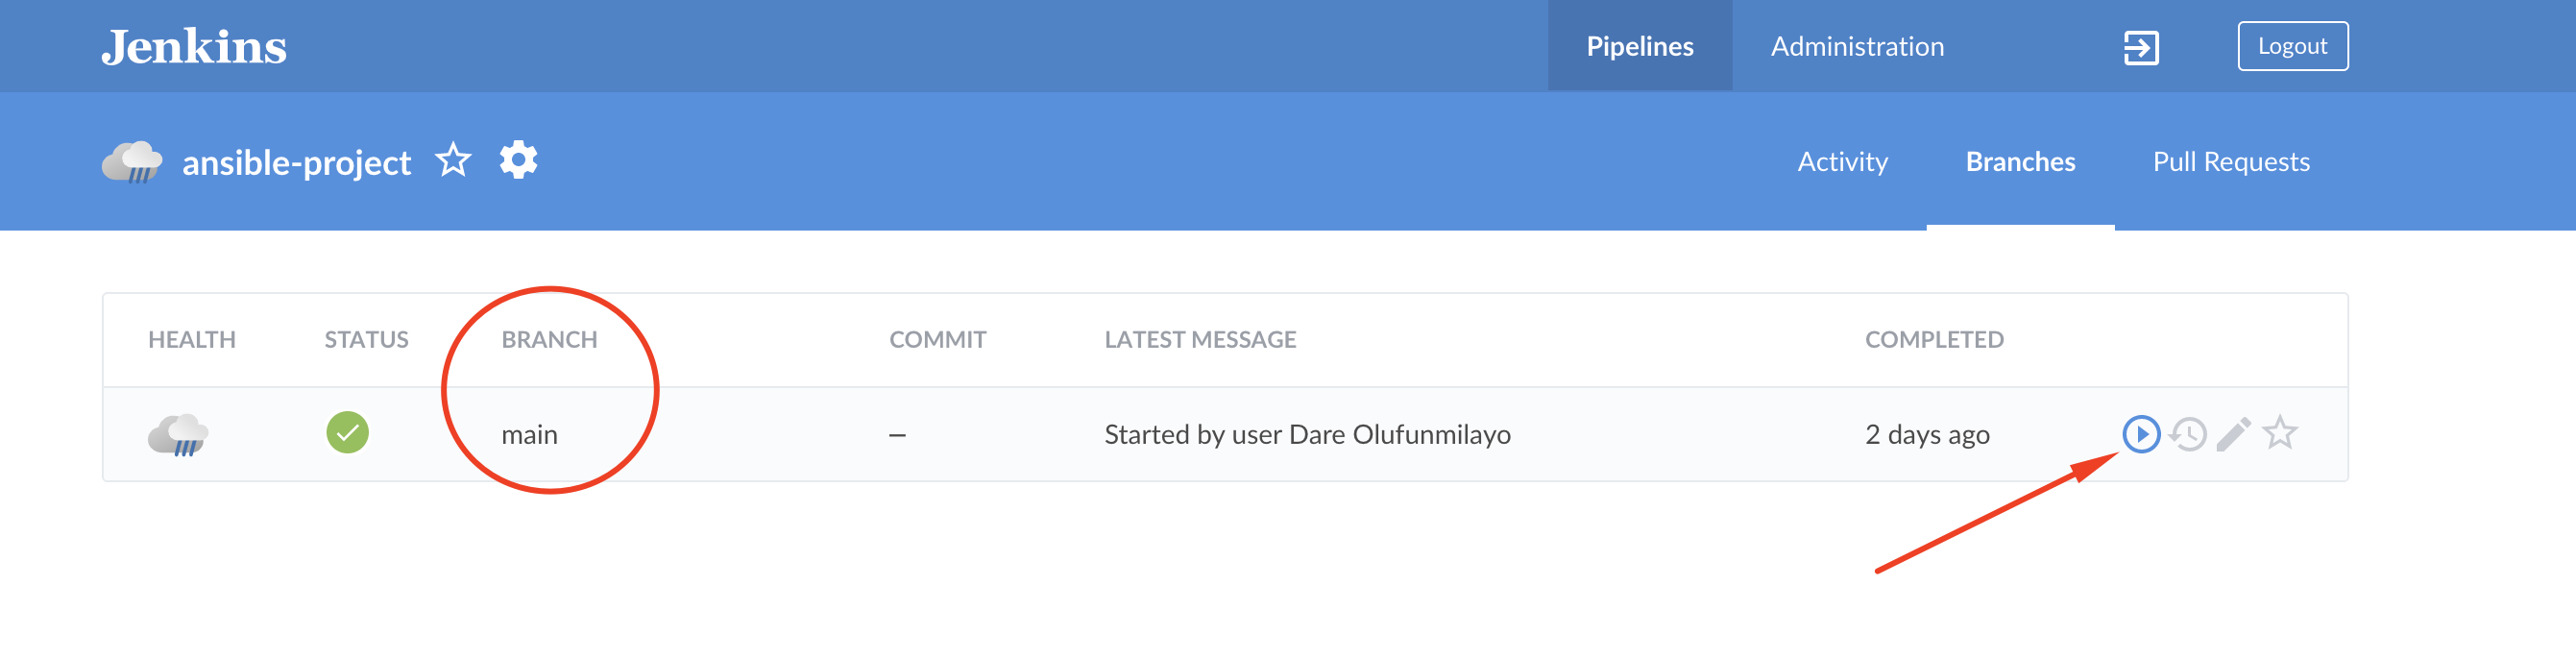 Jenkins Pipelines Administration Logout
ansible-project Activity Branches Pull Requests
HEALTH STATUS BRANCH COMMIT LATEST MESSAGE COMPLETED
main – Started by user Dare Olufunmilayo 2 days ago